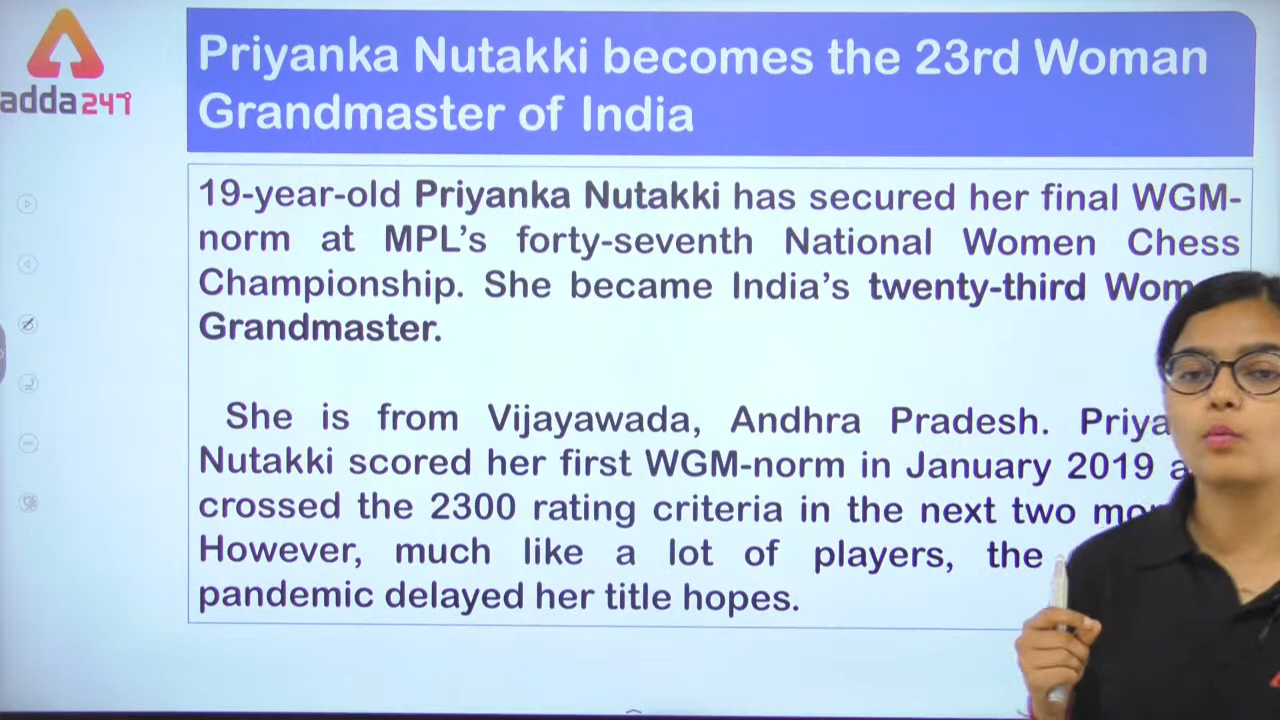 adda247
Priyanka Nutakki becomes the 23rd Woman
Grandmaster of India
19-year-old Priyanka Nutakki has secured her final WGM-
norm at MPL's forty-seventh National Women Chess
Championship. She became India's twenty-third Wom
Grandmaster.
She is from Vijayawada, Andhra Pradesh. Priya
Nutakki scored her first WGM-norm in January 2019 a
crossed the 2300 rating criteria in the next two mo
However, much like a lot of players, the
pandemic delayed her title hopes.